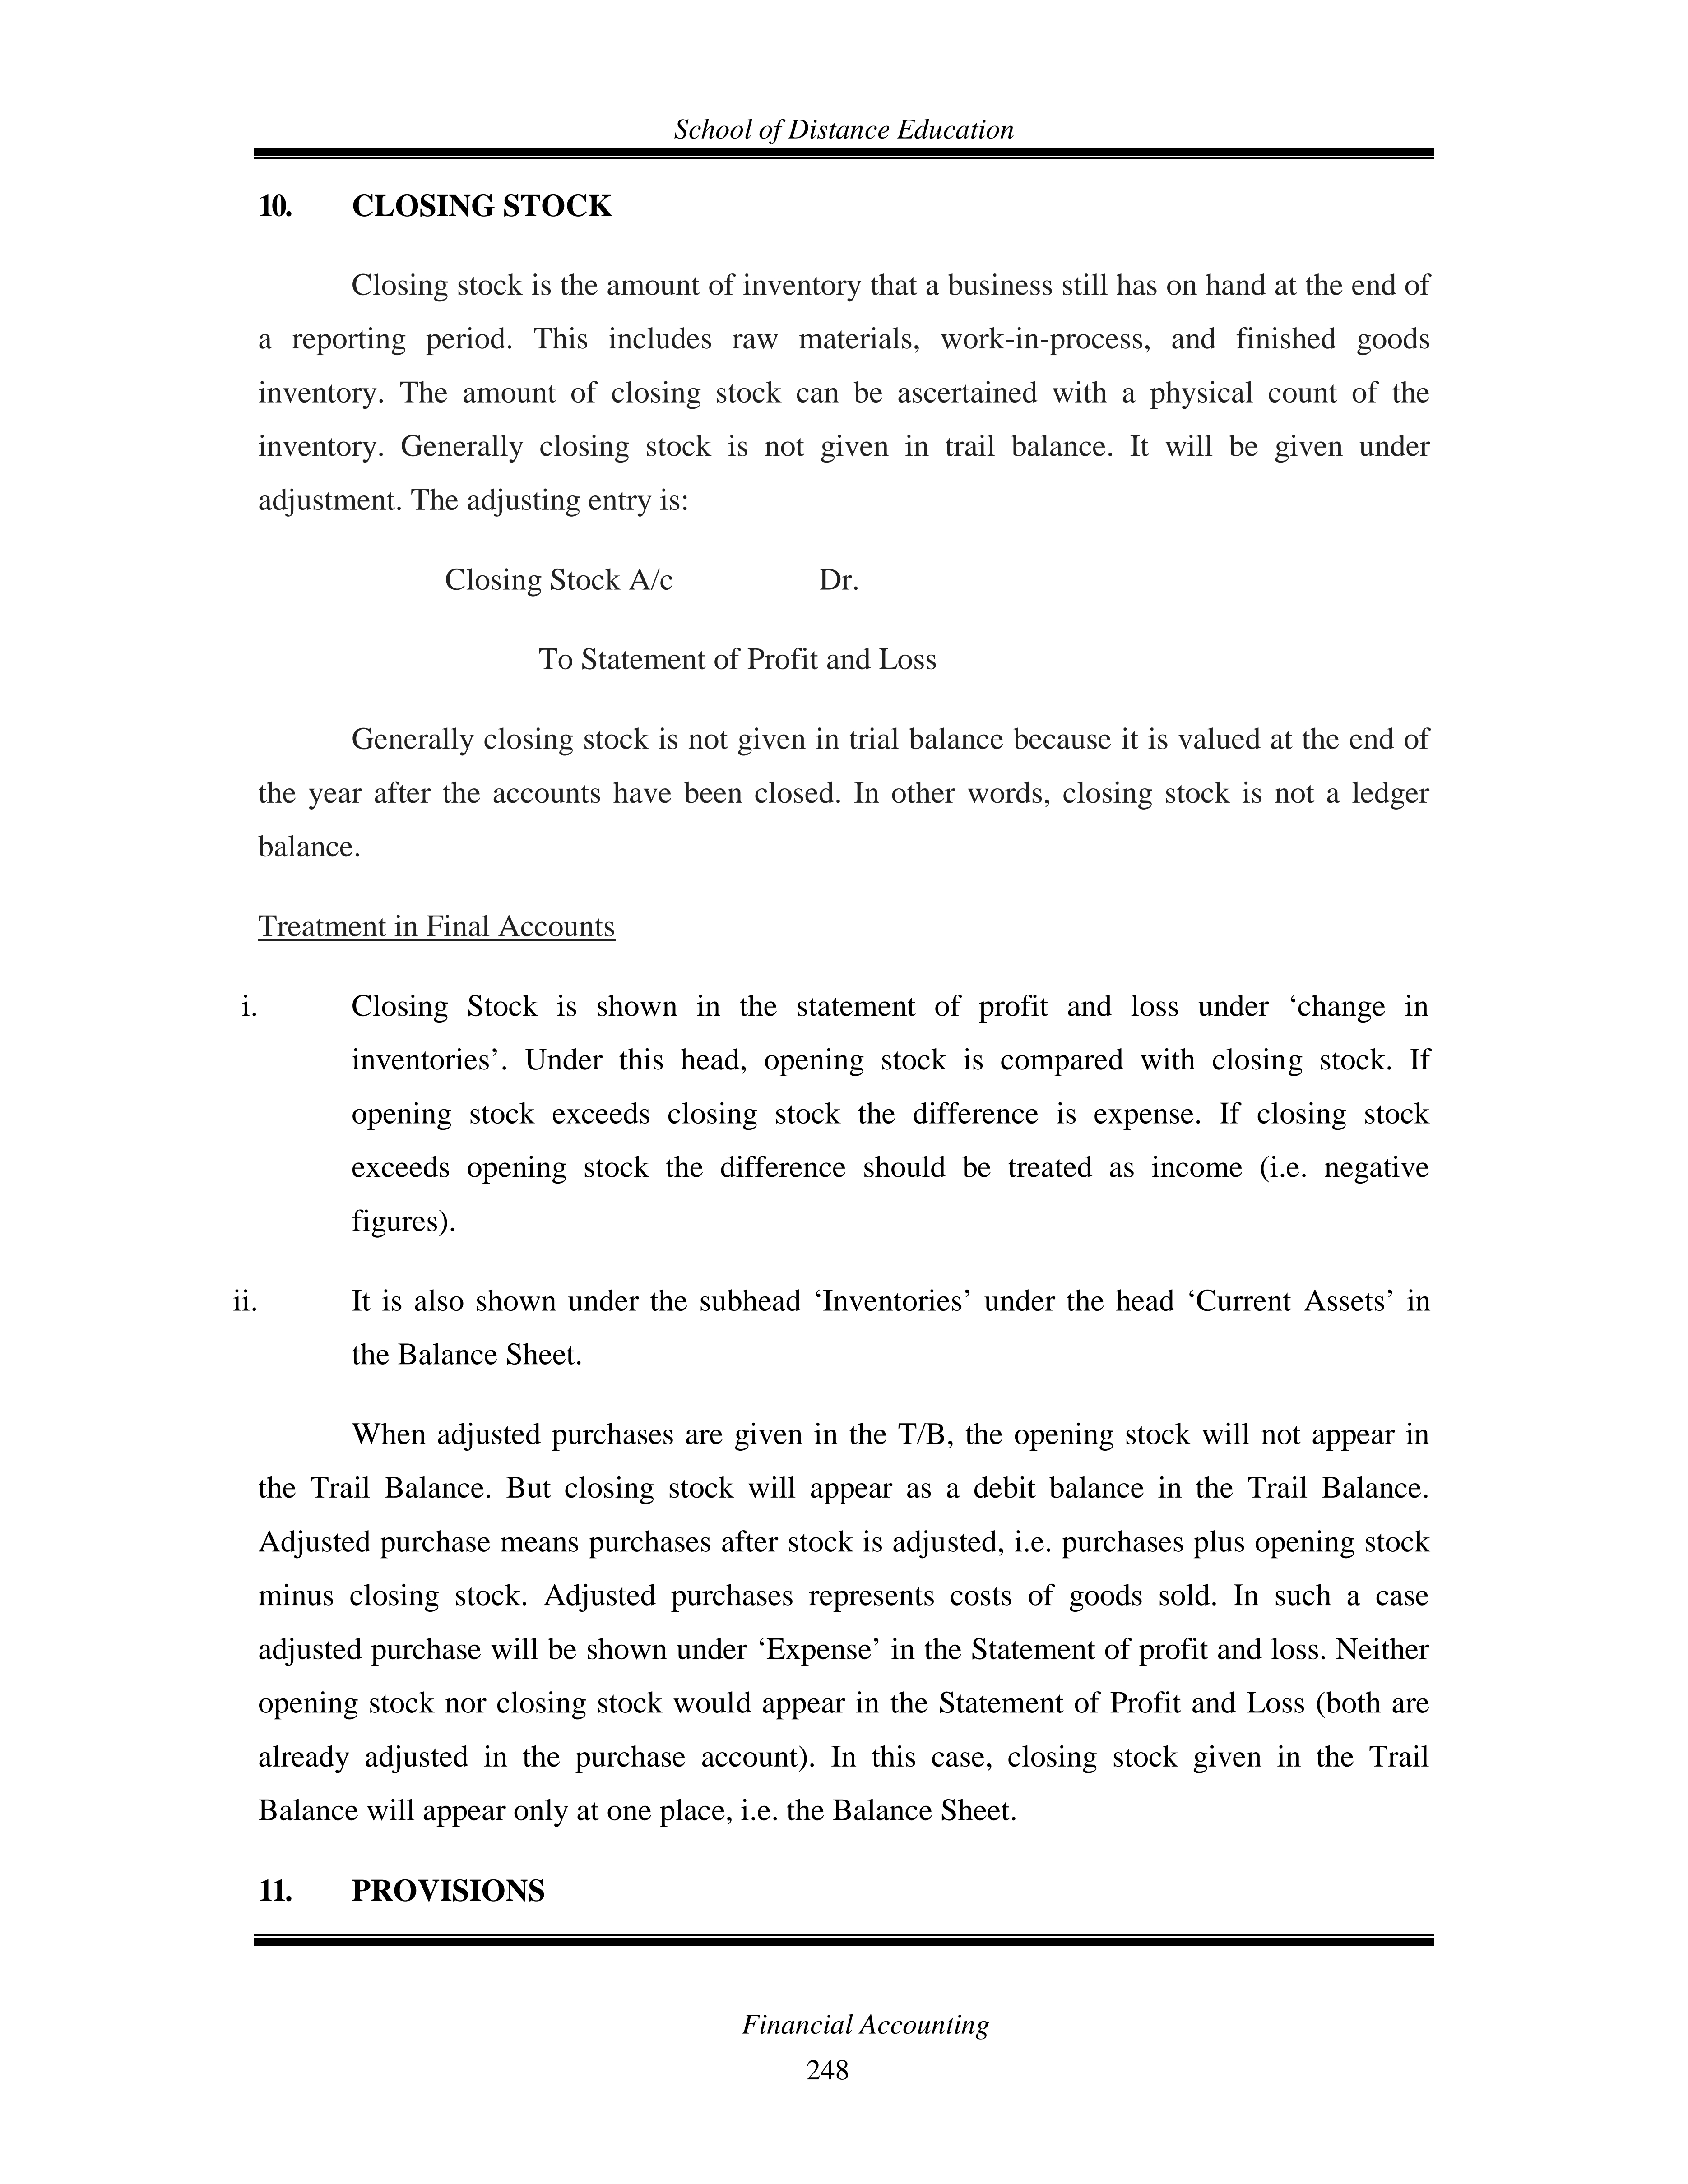 School of Distance Education
10. CLOSING STOCK
Closing stock is the amount of inventory that a business still has on hand at the end of
a reporting period. This includes raw materials, work-in-process, and finished goods
inventory. The amount of closing stock can be ascertained with a physical count of the
inventory. Generally closing stock is not given in trail balance. It will be given under
adjustment. The adjusting entry is:
Closing Stock A/c Dr.
To Statement of Profit and Loss
Generally closing stock is not given in trial balance because it is valued at the end of
the year after the accounts have been closed. In other words, closing stock is not a ledger
balance.
Treatment in Final Accounts
i. Closing Stock is shown in the statement of profit and loss under ‘change in
inventories’. Under this head, opening stock is compared with closing stock. If
opening stock exceeds closing stock the difference is expense. If closing stock
exceeds opening stock the difference should be treated as income (i.e. negative
figures).
ii. It is also shown under the subhead ‘Inventories’ under the head ‘Current Assets’ in
the Balance Sheet.
When adjusted purchases are given in the T/B, the opening stock will not appear in
the Trail Balance. But closing stock will appear as a debit balance in the Trail Balance.
Adjusted purchase means purchases after stock is adjusted, i.e. purchases plus opening stock
minus closing stock. Adjusted purchases represents costs of goods sold. In such a case
adjusted purchase will be shown under ‘Expense’ in the Statement of profit and loss. Neither
opening stock nor closing stock would appear in the Statement of Profit and Loss (both are
already adjusted in the purchase account). In this case, closing stock given in the Trail
Balance will appear only at one place, i.e. the Balance Sheet.
11. PROVISIONS
Financial Accounting
248